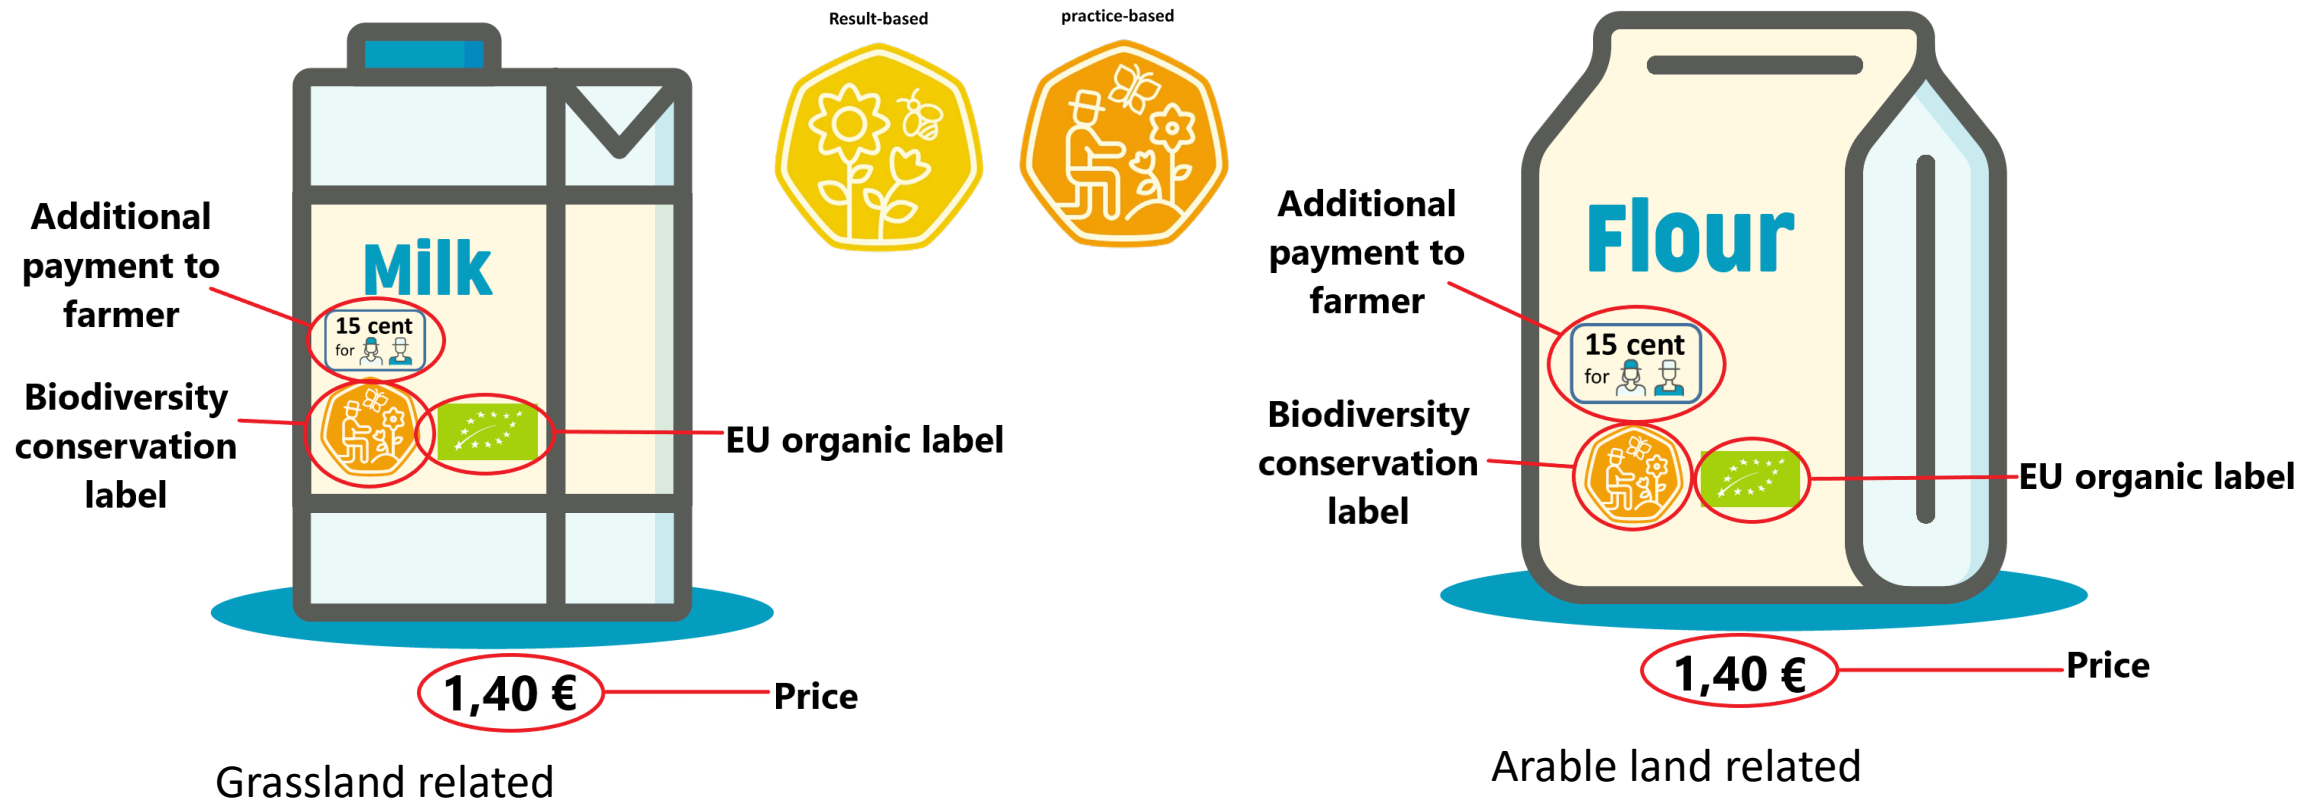 Result-based
practice-based
Additional
payment to
farmer
Milk
15 cent
for
Biodiversity
conservation
label
EU organic label
1,40 €
Price
Grassland related
Additional
payment to
farmer
Flour
15 cent
for
Biodiversity
conservation
label
EU organic label
1,40 €
Price
Arable land related